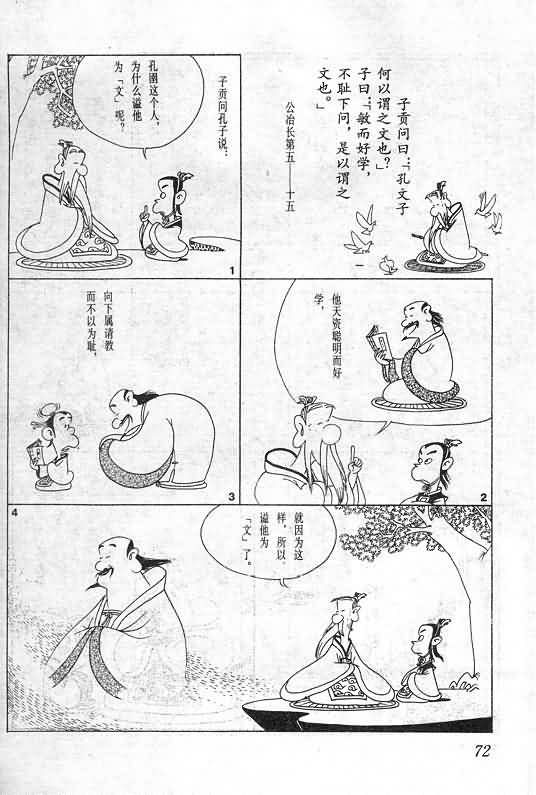 子贡问曰：“孔文子
何以谓之文也？”
子曰：“敏而好学，
不耻下问，是以谓之
文也。”
公冶长第五——十五
子贡问孔子说：
孔圉这个人，
为什么谥他
为「文」呢？
1
他天资聪明而好
学，
2
向下属请教
而不以为耻，
3
就因为这
样，所以
谥他为
「文」了。
4
72